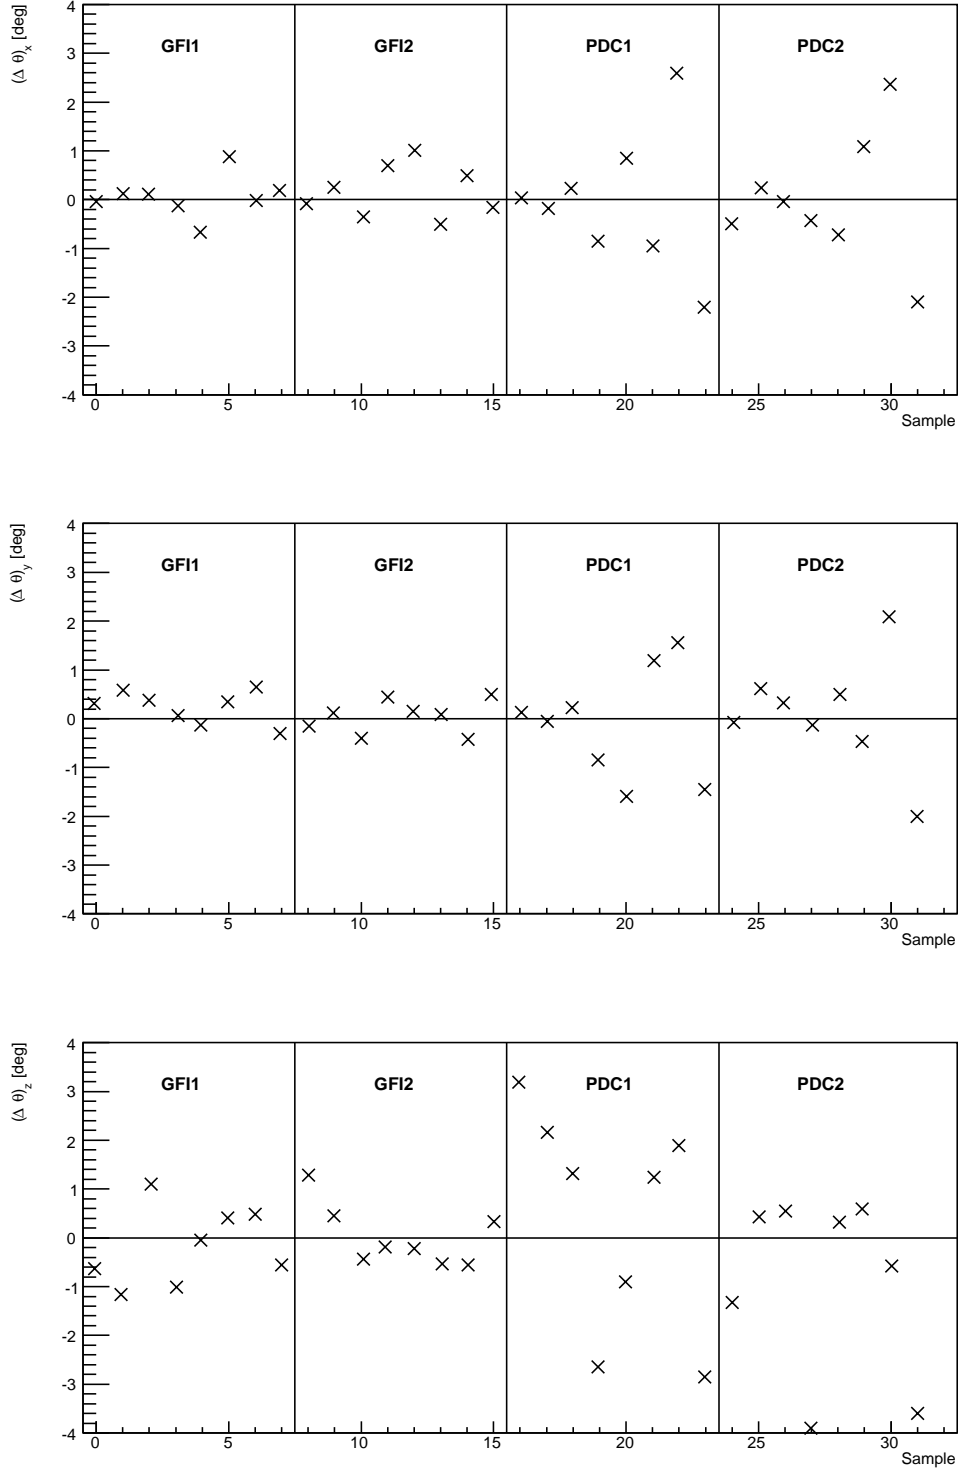 (Δ θ)x [deg]
4
3
2
1
0
-1
-2
-3
-4
GFI1 GFI2 PDC1 PDC2
0 5 10 15 20 25 30
Sample
(Δ θ)y [deg]
4
3
2
1
0
-1
-2
-3
-4
GFI1 GFI2 PDC1 PDC2
0 5 10 15 20 25 30
Sample
(Δ θ)z [deg]
4
3
2
1
0
-1
-2
-3
-4
GFI1 GFI2 PDC1 PDC2
0 5 10 15 20 25 30
Sample